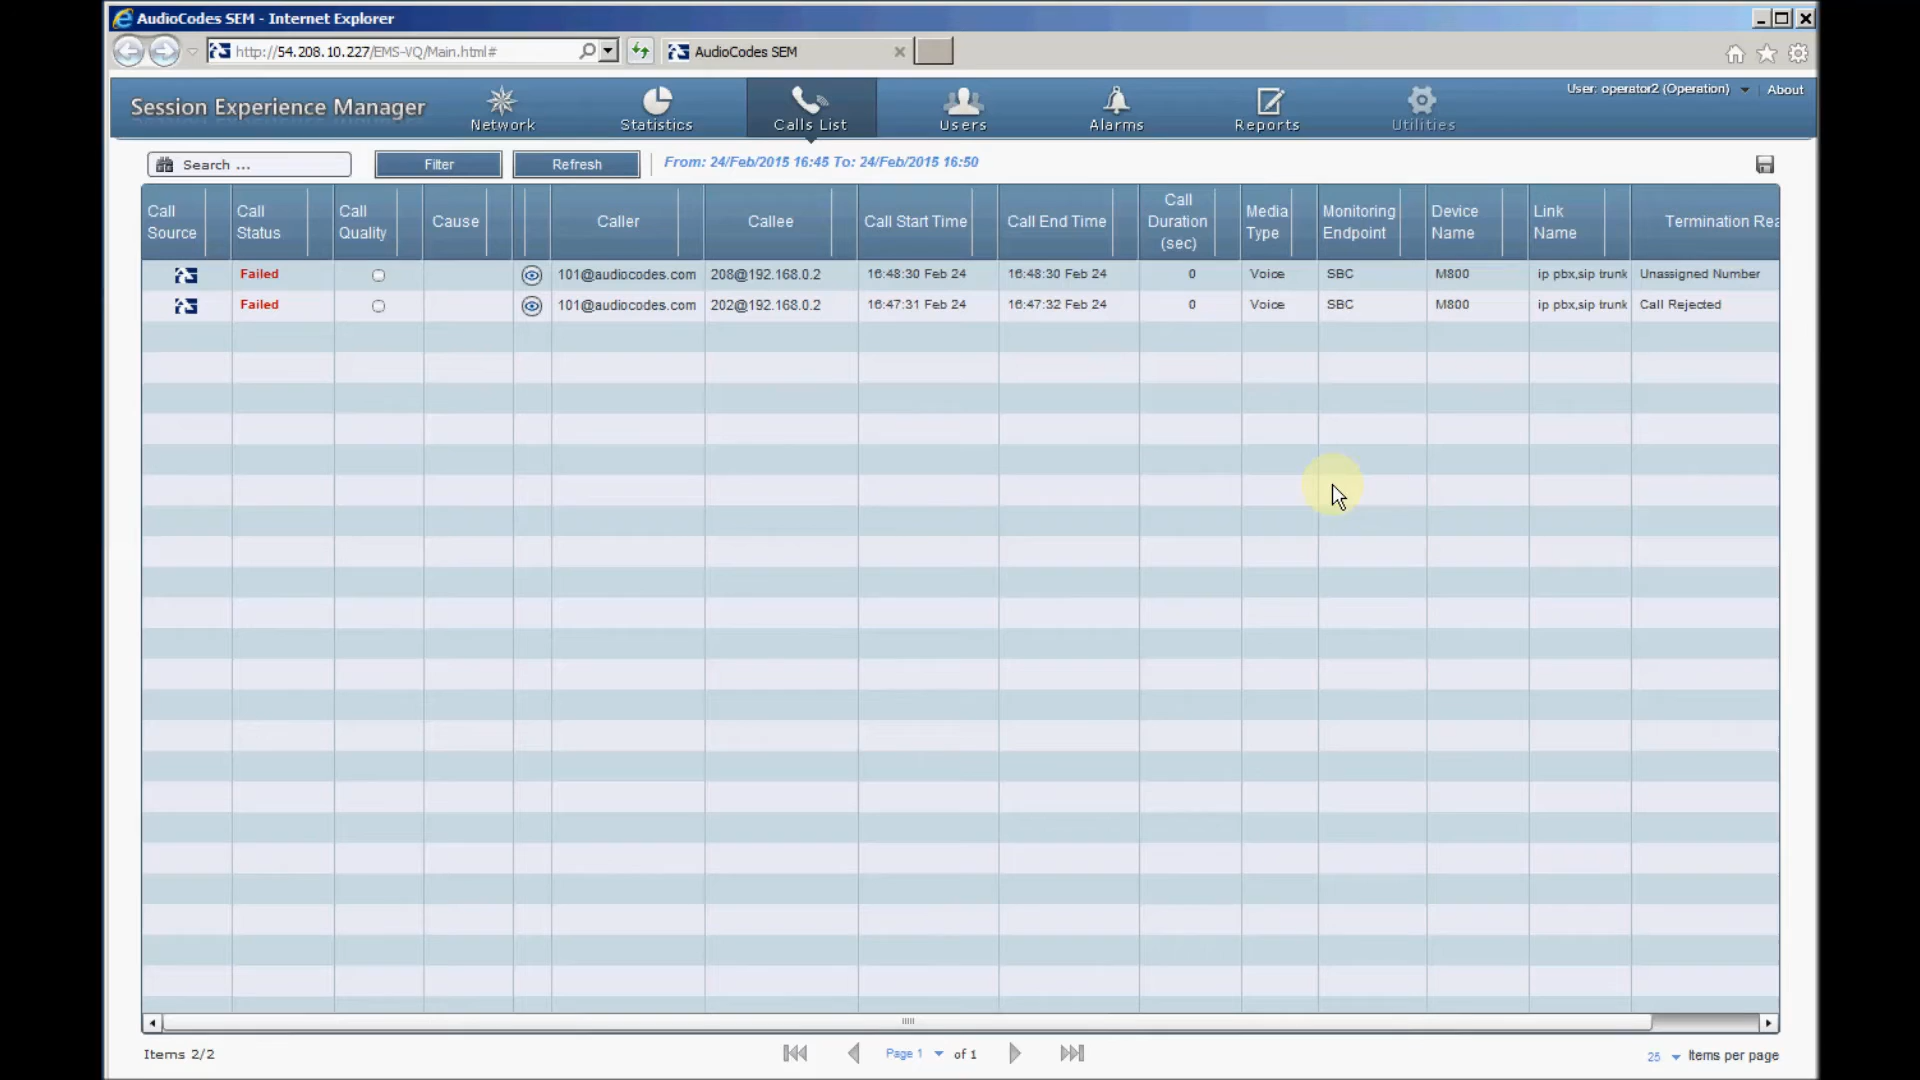 AudioCodes SEM - Internet Explorer
http://54.208.10.227/EMS-VQ/Main.html#
AudioCodes SEM
Session Experience Manager
Network
Statistics
Calls List
Users
Alarms
Reports
Utilities
User: operator2 (Operation)
About
Search ...
Filter
Refresh
From: 24/Feb/2015 16:45 To: 24/Feb/2015 16:50
Call Source Call Status Call Quality Cause Caller Callee Call Start Time Call End Time Call Duration (sec) Media Type Monitoring Endpoint Device Name Link Name Termination Rea
Failed 101@audiocodes.com 208@192.168.0.2 16:48:30 Feb 24 16:48:30 Feb 24 0 Voice SBC M800 ip pbx,sip trunk Unassigned Number
Failed 101@audiocodes.com 202@192.168.0.2 16:47:31 Feb 24 16:47:32 Feb 24 0 Voice SBC M800 ip pbx,sip trunk Call Rejected
Items 2/2
Page 1 of 1
25 Items per page